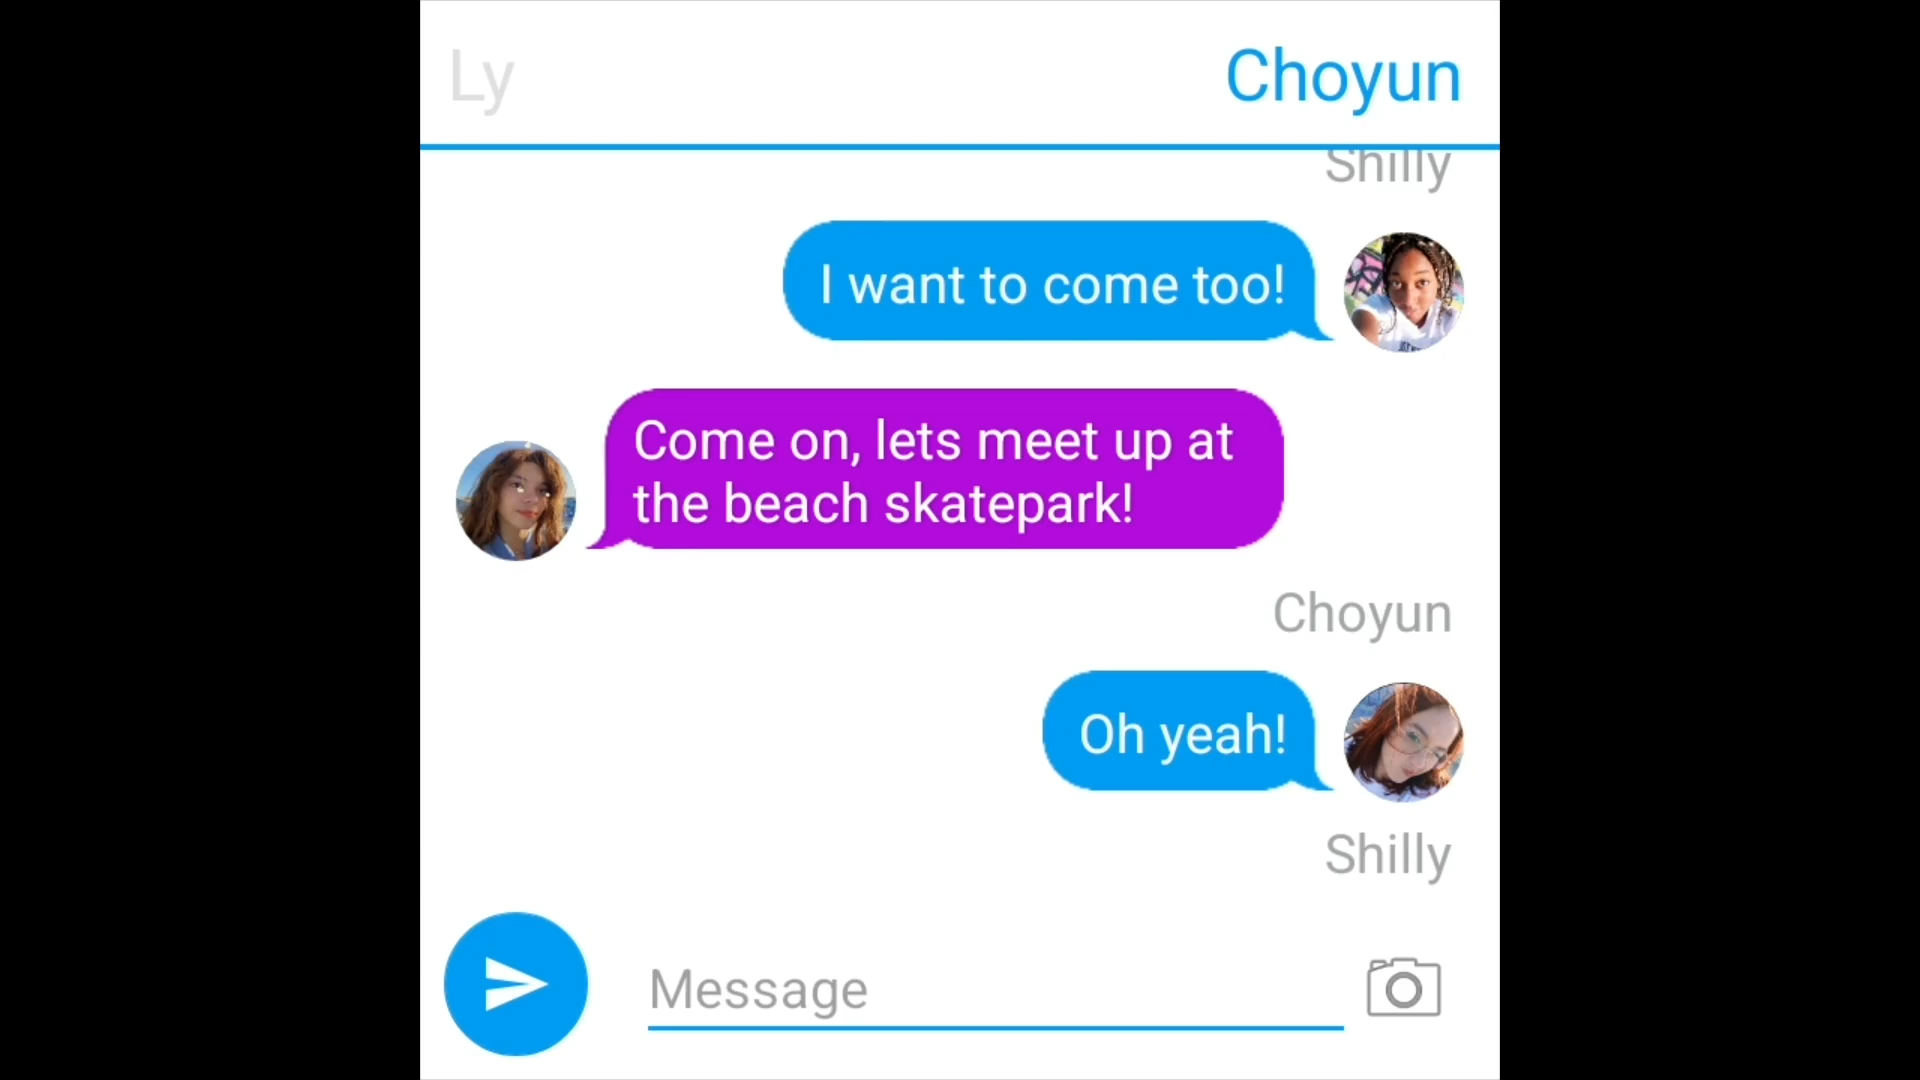 Ly
Choyun
Shilly
I want to come too!
Come on, lets meet up at
the beach skatepark!
Choyun
Oh yeah!
Shilly
Message